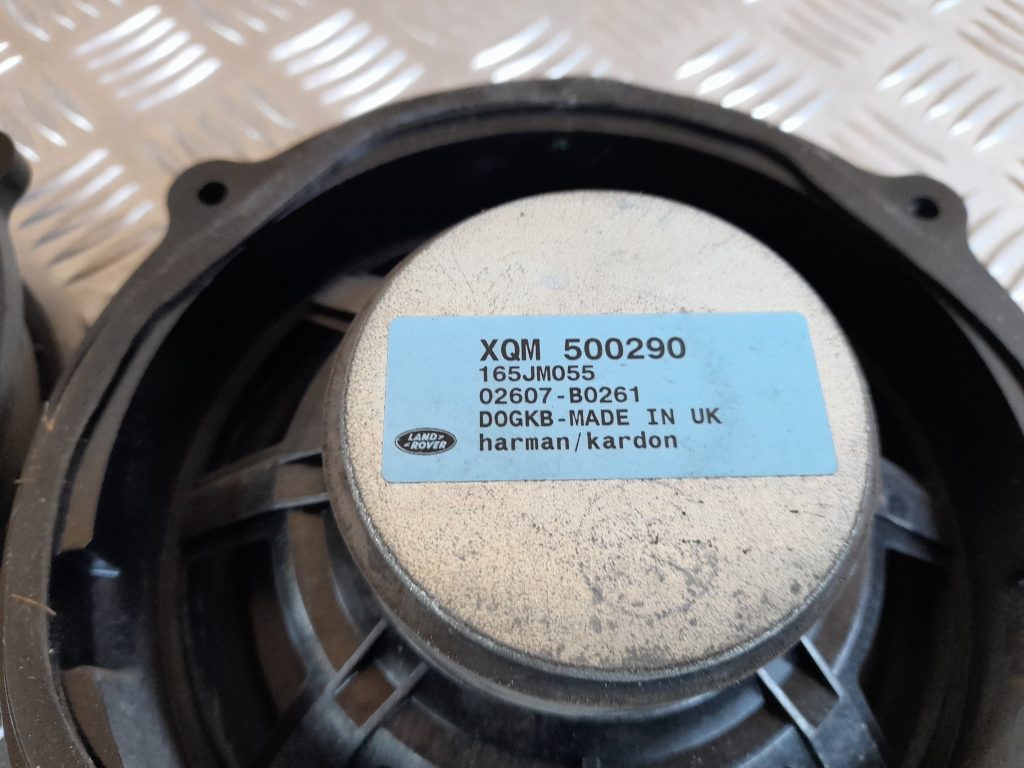 XQM 500290
165JM055
02607-B0261
D0GKB-MADE IN UK
LAND-
-ROVER
harman/kardon